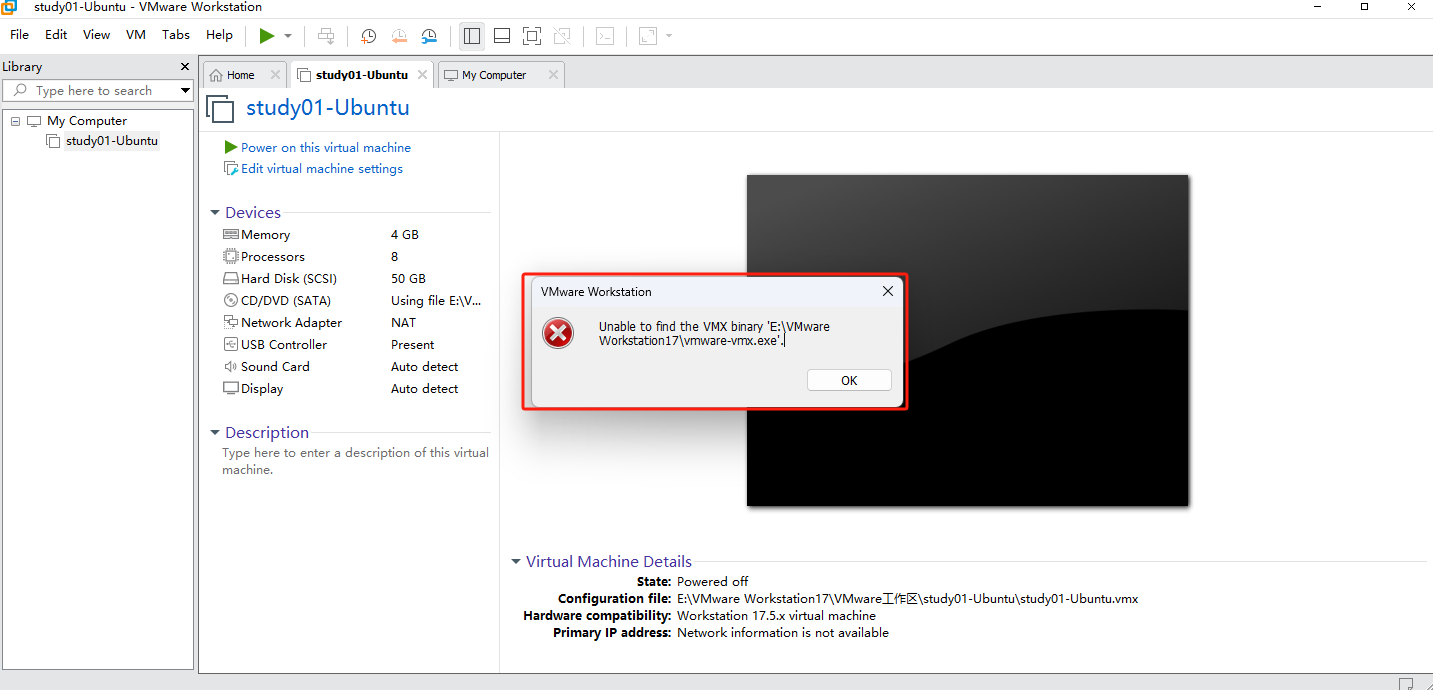 study01-Ubuntu - VMware Workstation
File Edit View VM Tabs Help
Library
Type here to search
My Computer
study01-Ubuntu
Home
study01-Ubuntu
My Computer
study01-Ubuntu
Power on this virtual machine
Edit virtual machine settings
Devices
Memory 4 GB
Processors 8
Hard Disk (SCSI) 50 GB
CD/DVD (SATA) Using file E:\V...
Network Adapter NAT
USB Controller Present
Sound Card Auto detect
Display Auto detect
Description
Type here to enter a description of this virtual
machine.
VMware Workstation
Unable to find the VMX binary 'E:\VMware
Workstation17\vmware-vmx.exe'.
OK
Virtual Machine Details
State: Powered off
Configuration file: E:\VMware Workstation17\VMware工作区\study01-Ubuntu\study01-Ubuntu.vmx
Hardware compatibility: Workstation 17.5.x virtual machine
Primary IP address: Network information is not available